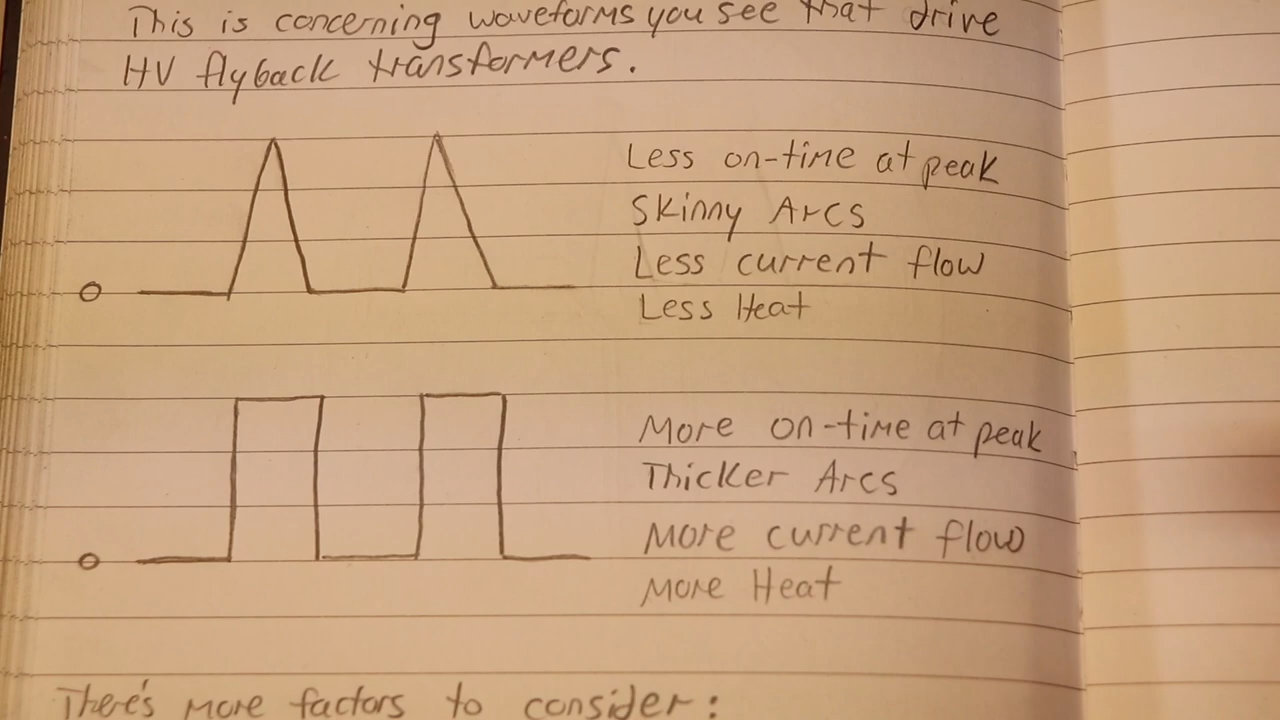 This is concerning waveforms you see that drive
HV flyback transformers.
Less on-time at peak
Skinny Arcs
Less current flow
Less Heat
0
More on-time at peak
Thicker Arcs
More current flow
More Heat
0
There's more factors to consider: